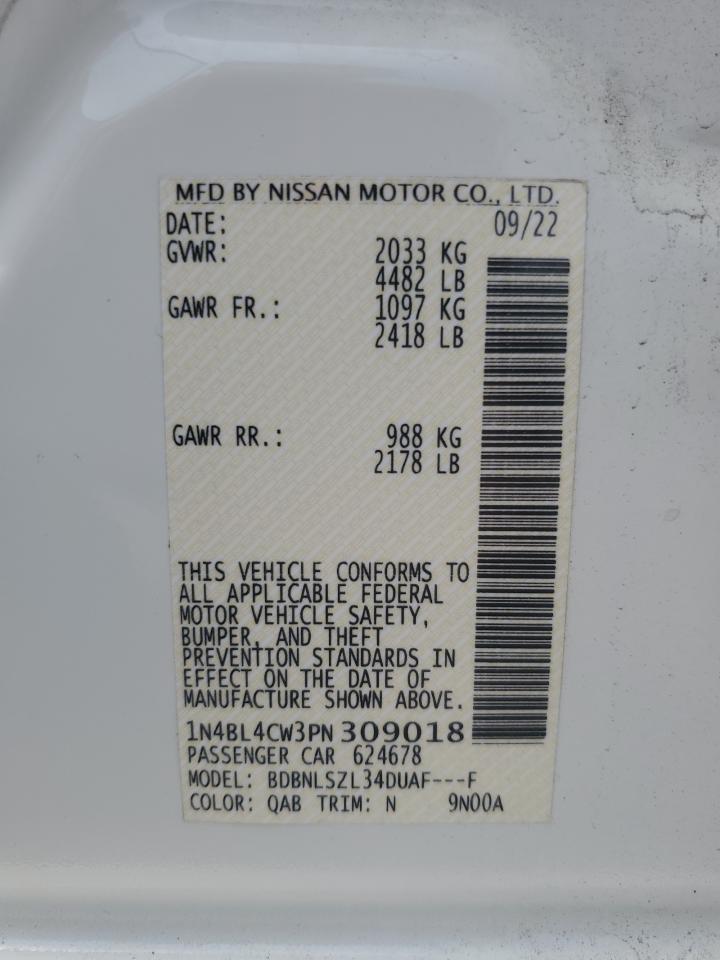 MFD BY NISSAN MOTOR CO., LTD.
DATE: 09/22
GVWR: 2033 KG
4482 LB
GAWR FR.: 1097 KG
2418 LB
GAWR RR.: 988 KG
2178 LB
THIS VEHICLE CONFORMS TO
ALL APPLICABLE FEDERAL
MOTOR VEHICLE SAFETY,
BUMPER, AND THEFT
PREVENTION STANDARDS IN
EFFECT ON THE DATE OF
MANUFACTURE SHOWN ABOVE.
1N4BL4CW3PN 309018
PASSENGER CAR 624678
MODEL: BDBNLSZL34DUAF---F
COLOR: QAB TRIM: N 9N00A